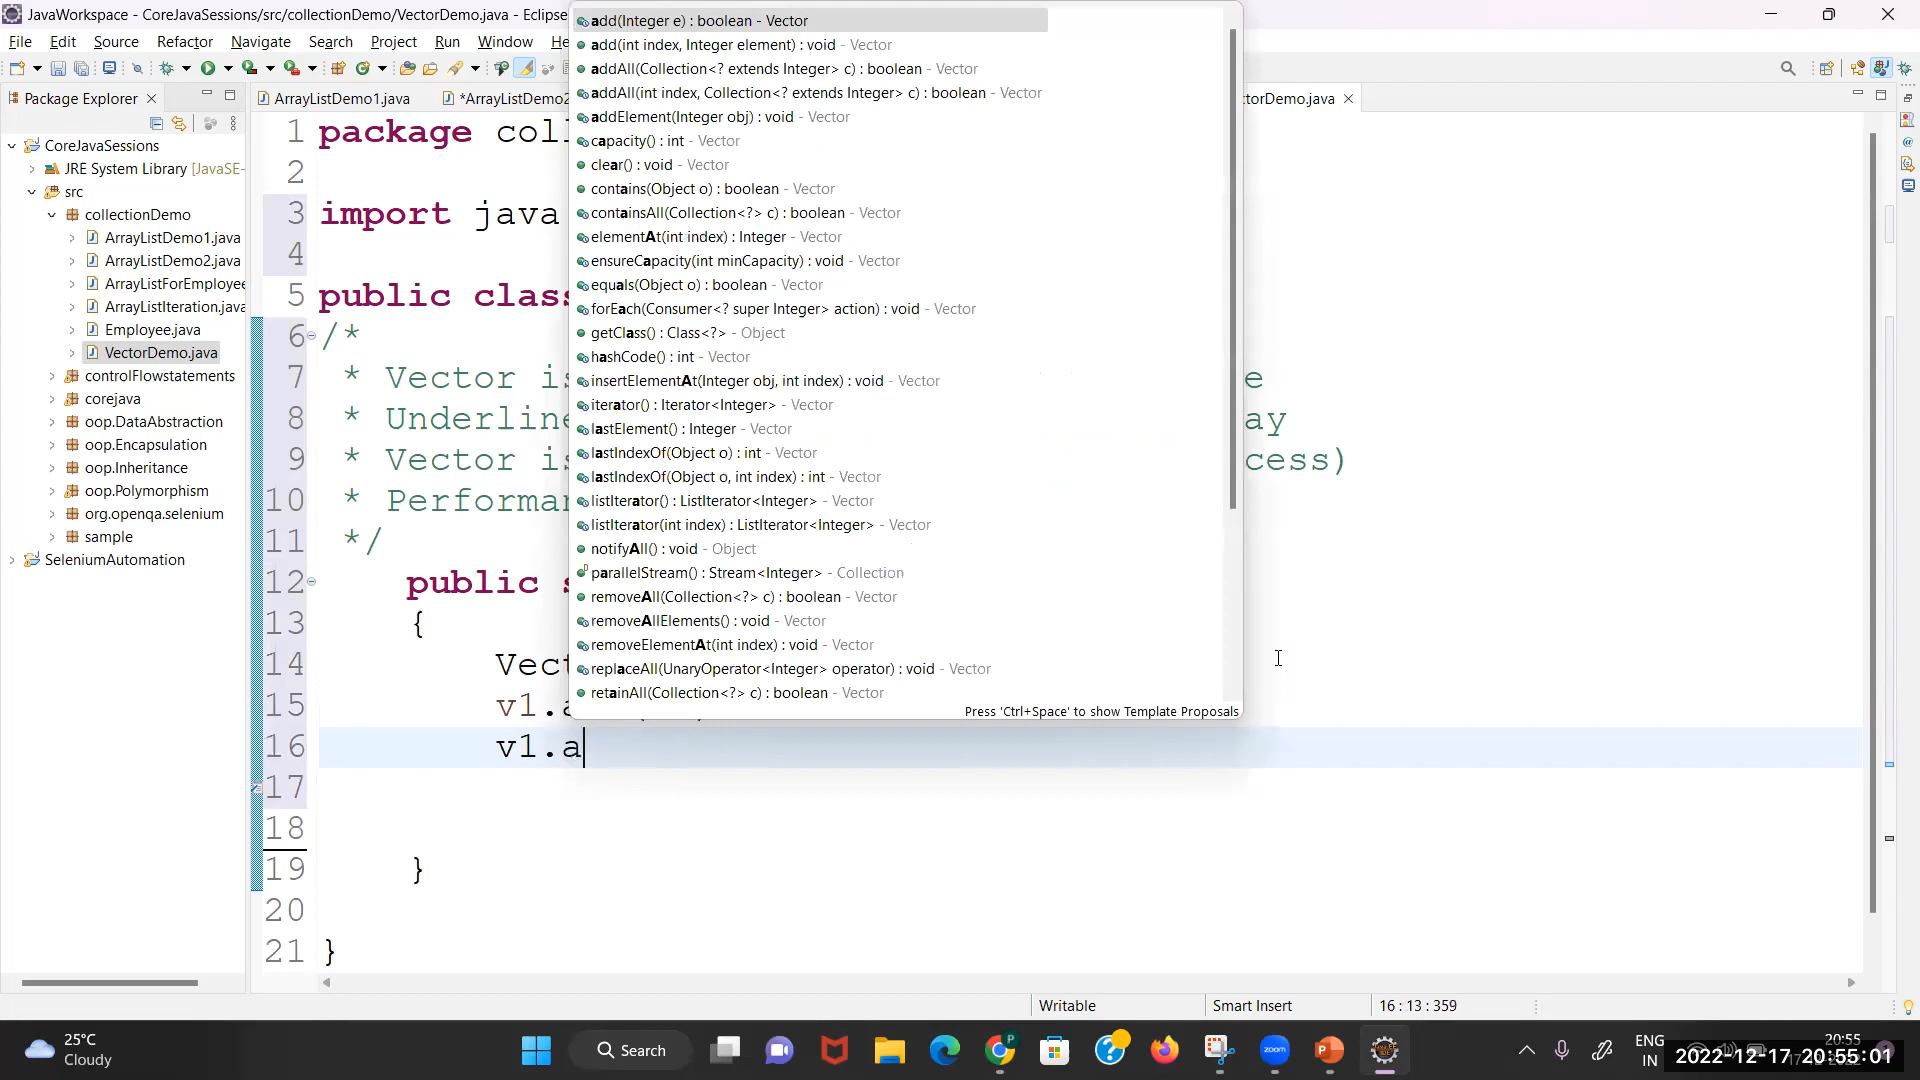 JavaWorkspace - CoreJavaSessions/src/collectionDemo/VectorDemo.java - Eclipse
File Edit Source Refactor Navigate Search Project Run Window He
Package Explorer
ArrayListDemo1.java
*ArrayListDemo2
torDemo.java
CoreJavaSessions
JRE System Library [JavaSE-
src
collectionDemo
ArrayListDemo1.java
ArrayListDemo2.java
ArrayListForEmployee
ArrayListIteration.java
Employee.java
VectorDemo.java
controlFlowstatements
corejava
oop.DataAbstraction
oop.Encapsulation
oop.Inheritance
oop.Polymorphism
org.openqa.selenium
sample
SeleniumAutomation
1 package coll
2
3 import java
4
5 public class
6 /*
7 * Vector is e
8 * Underline ay
9 * Vector is cess)
10 * Performan
11 */
12 public s
13 {
14 Vect
15 v1.a
16 v1.a
17
18
19 }
20
21 }
add(Integer e) : boolean - Vector
add(int index, Integer element) : void - Vector
addAll(Collection<? extends Integer> c) : boolean - Vector
addAll(int index, Collection<? extends Integer> c) : boolean - Vector
addElement(Integer obj) : void - Vector
capacity() : int - Vector
clear() : void - Vector
contains(Object o) : boolean - Vector
containsAll(Collection<?> c) : boolean - Vector
elementAt(int index) : Integer - Vector
ensureCapacity(int minCapacity) : void - Vector
equals(Object o) : boolean - Vector
forEach(Consumer<? super Integer> action) : void - Vector
getClass() : Class<?> - Object
hashCode() : int - Vector
insertElementAt(Integer obj, int index) : void - Vector
iterator() : Iterator<Integer> - Vector
lastElement() : Integer - Vector
lastIndexOf(Object o) : int - Vector
lastIndexOf(Object o, int index) : int - Vector
listIterator() : ListIterator<Integer> - Vector
listIterator(int index) : ListIterator<Integer> - Vector
notifyAll() : void - Object
parallelStream() : Stream<Integer> - Collection
removeAll(Collection<?> c) : boolean - Vector
removeAllElements() : void - Vector
removeElementAt(int index) : void - Vector
replaceAll(UnaryOperator<Integer> operator) : void - Vector
retainAll(Collection<?> c) : boolean - Vector
Press 'Ctrl+Space' to show Template Proposals
Writable Smart Insert 16 : 13 : 359
25°C
Cloudy
Search
zoom
ENG
IN
20:55
2022-12-17 20:55:01